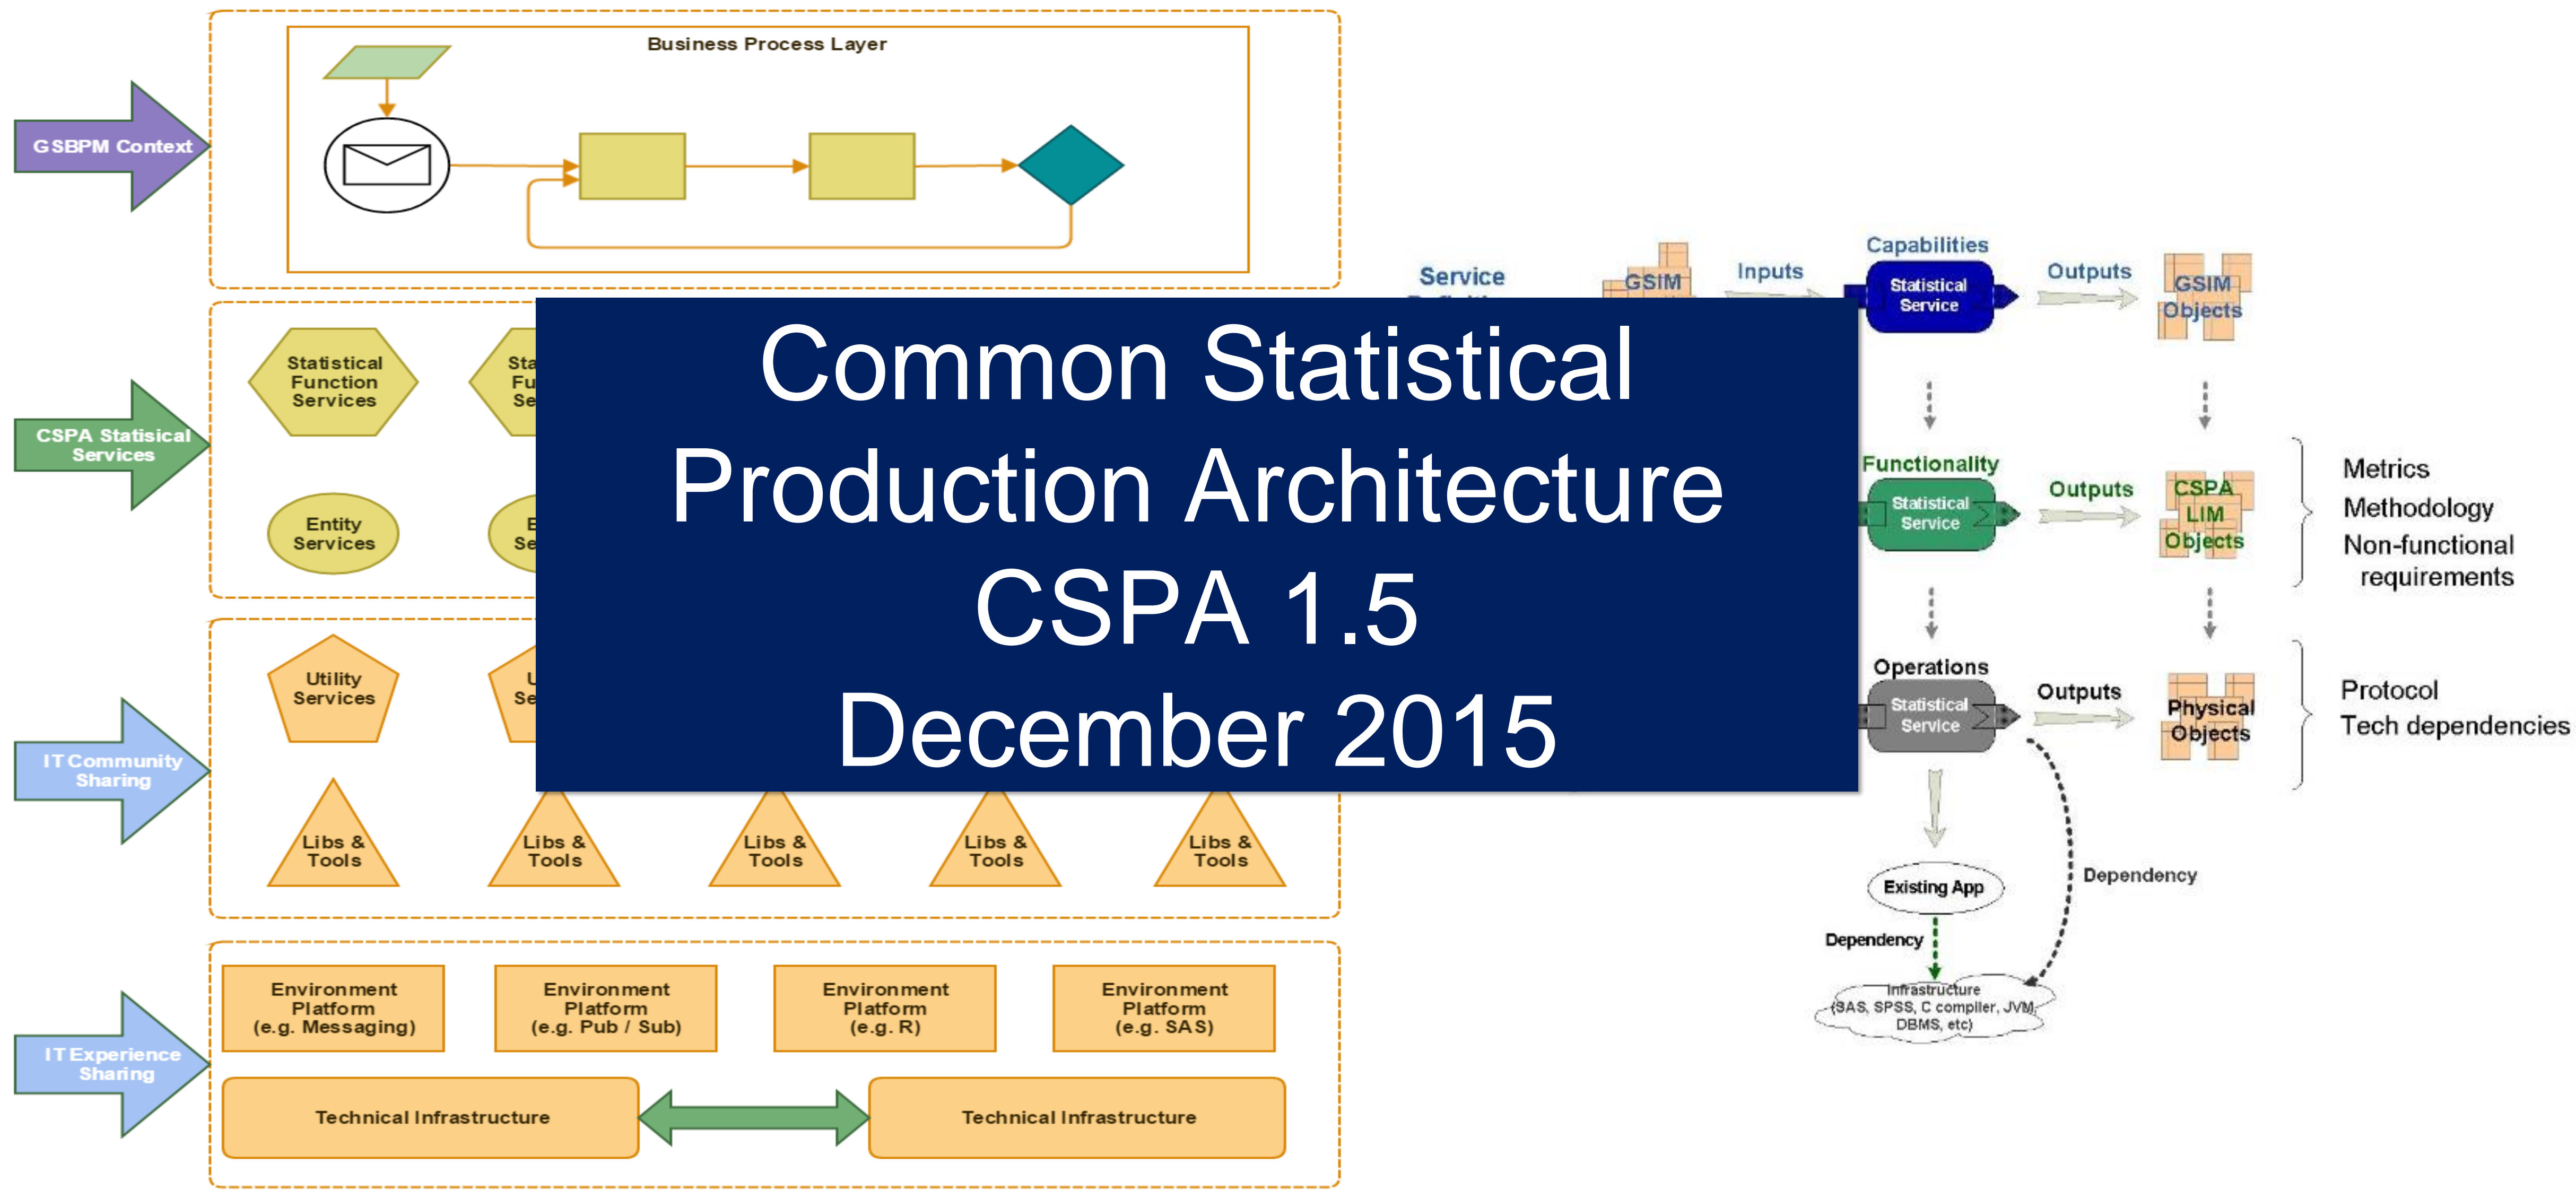 Business Process Layer
GSBPM Context
CSPA Statisical
Services
Statistical
Function
Services
Sta
Fu
Se
Entity
Services
E
Se
IT Community
Sharing
Utility
Services
U
Se
Libs &
Tools
Libs &
Tools
Libs &
Tools
Libs &
Tools
Libs &
Tools
IT Experience
Sharing
Environment
Platform
(e.g. Messaging)
Environment
Platform
(e.g. Pub / Sub)
Environment
Platform
(e.g. R)
Environment
Platform
(e.g. SAS)
Technical Infrastructure
Technical Infrastructure
Common Statistical
Production Architecture
CSPA 1.5
December 2015
Service
GSIM
Inputs
Capabilities
Statistical
Service
Outputs
GSIM
Objects
Functionality
Statistical
Service
Outputs
CSPA
LIM
Objects
Metrics
Methodology
Non-functional
requirements
Operations
Statistical
Service
Outputs
Physical
Objects
Protocol
Tech dependencies
Existing App
Dependency
Dependency
Infrastructure
(SAS, SPSS, C compiler, JVM,
DBMS, etc)